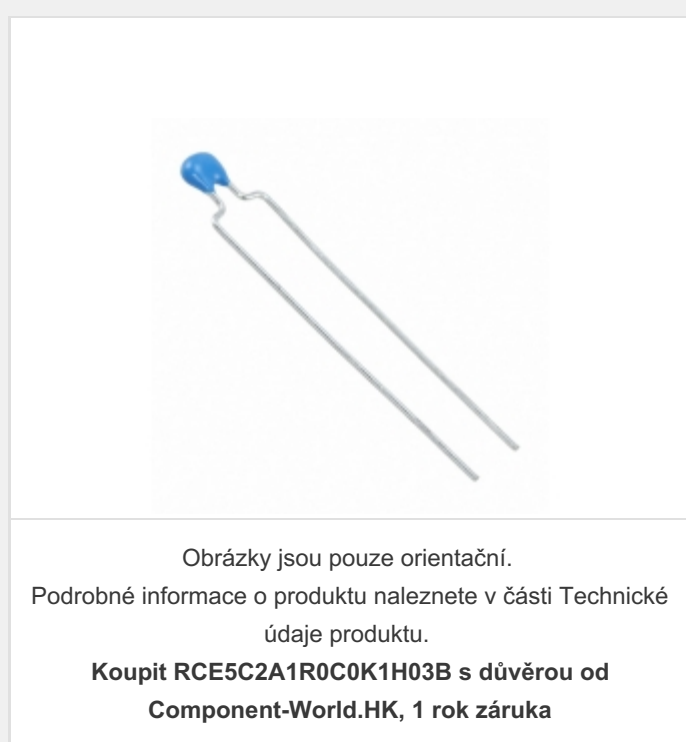 Obrázky jsou pouze orientační.
Podrobné informace o produktu naleznete v části Technické
údaje produktu.
Koupit RCE5C2A1R0C0K1H03B s důvěrou od
Component-World.HK, 1 rok záruka